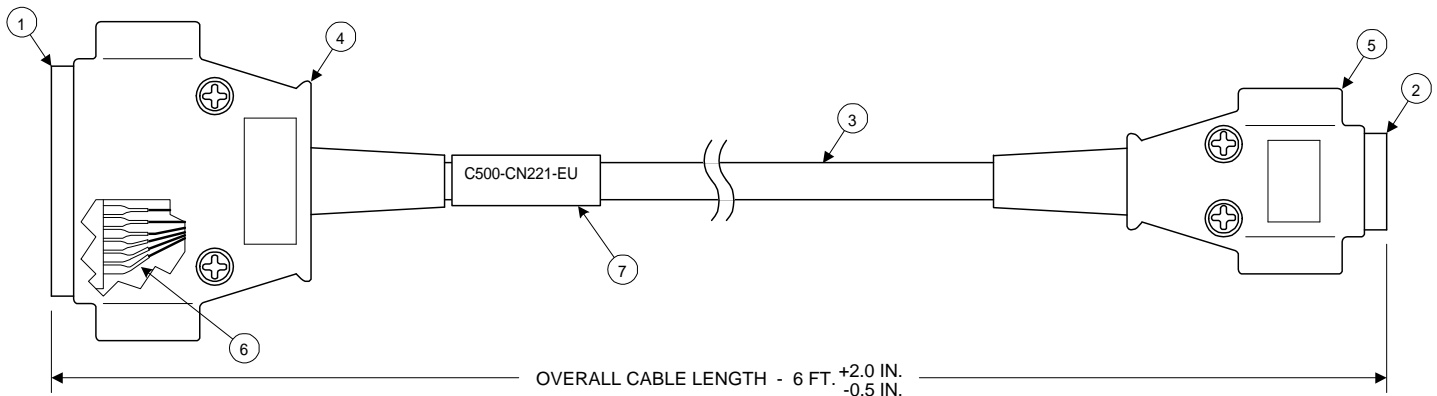 1
4
5
2
3
C500-CN221-EU
7
6
OVERALL CABLE LENGTH - 6 FT. +2.0 IN.
-0.5 IN.